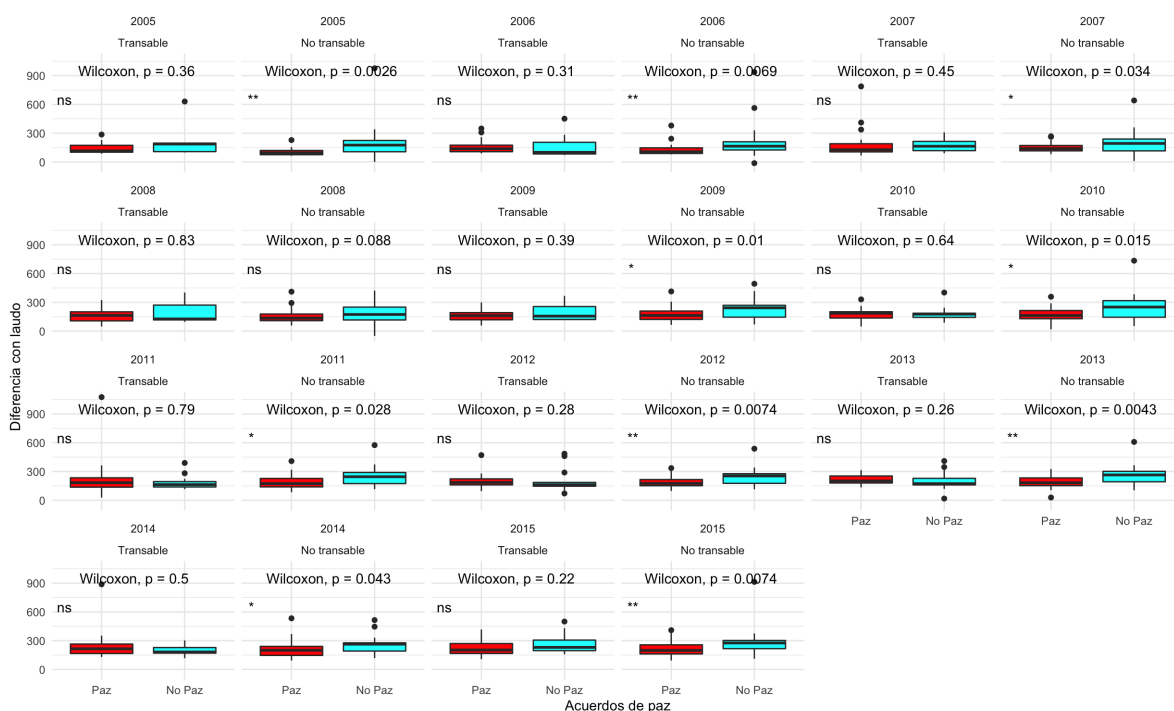 2005 2005 2006 2006 2007 2007
Transable No transable Transable No transable Transable No transable
900 Wilcoxon, p = 0.36 Wilcoxon, p = 0.0026 Wilcoxon, p = 0.31 Wilcoxon, p = 0.0069 Wilcoxon, p = 0.45 Wilcoxon, p = 0.034
600 ns ** ns ** ns *
300
0
2008 2008 2009 2009 2010 2010
Transable No transable Transable No transable Transable No transable
900 Wilcoxon, p = 0.83 Wilcoxon, p = 0.088 Wilcoxon, p = 0.39 Wilcoxon, p = 0.01 Wilcoxon, p = 0.64 Wilcoxon, p = 0.015
600 ns ns ns * ns *
300
0
Diferencia con laudo
2011 2011 2012 2012 2013 2013
Transable No transable Transable No transable Transable No transable
900 Wilcoxon, p = 0.79 Wilcoxon, p = 0.028 Wilcoxon, p = 0.28 Wilcoxon, p = 0.0074 Wilcoxon, p = 0.26 Wilcoxon, p = 0.0043
600 ns * ns ** ns **
300
0
Paz No Paz Paz No Paz
2014 2014 2015 2015
Transable No transable Transable No transable
900 Wilcoxon, p = 0.5 Wilcoxon, p = 0.043 Wilcoxon, p = 0.22 Wilcoxon, p = 0.0074
600 ns * ns **
300
0
Paz No Paz Paz No Paz Paz No Paz Paz No Paz
Acuerdos de paz